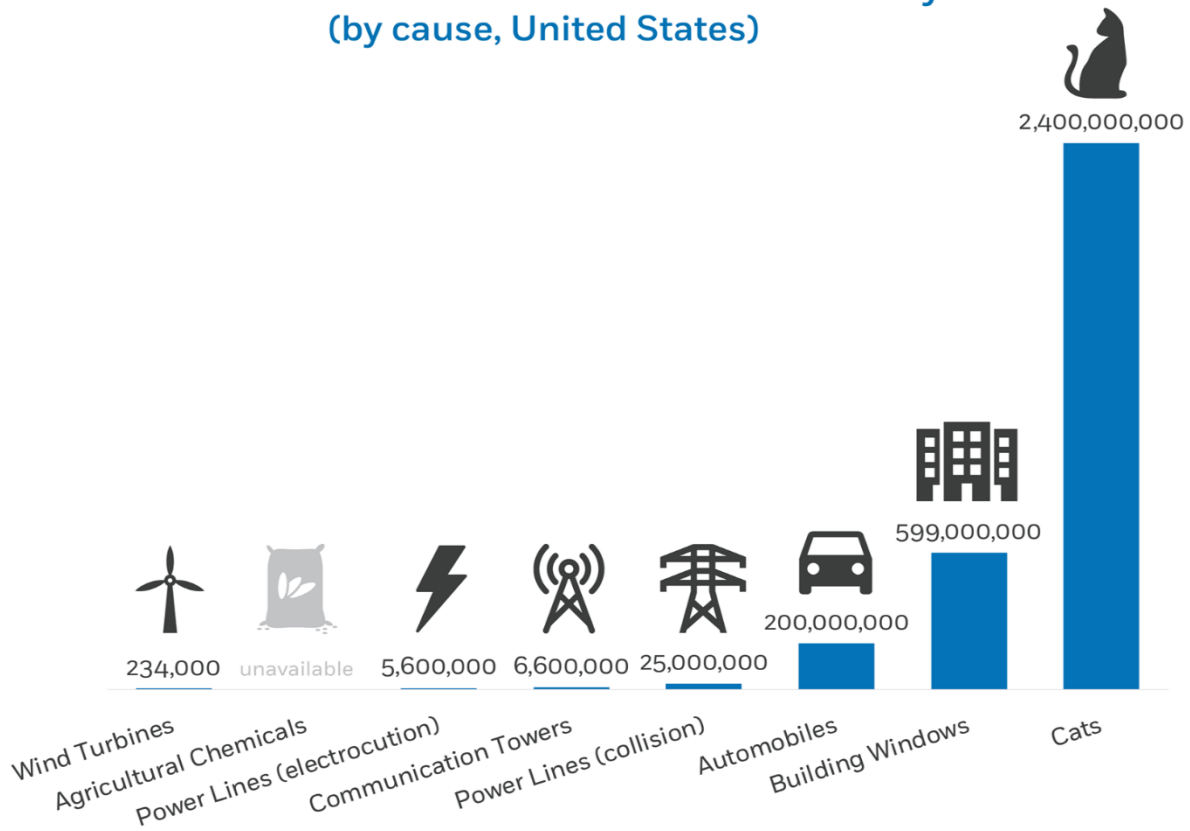 (by cause, United States)
2,400,000,000
599,000,000
200,000,000
234,000
unavailable
5,600,000
6,600,000
25,000,000
Wind Turbines
Agricultural Chemicals
Power Lines (electrocution)
Communication Towers
Power Lines (collision)
Automobiles
Building Windows
Cats